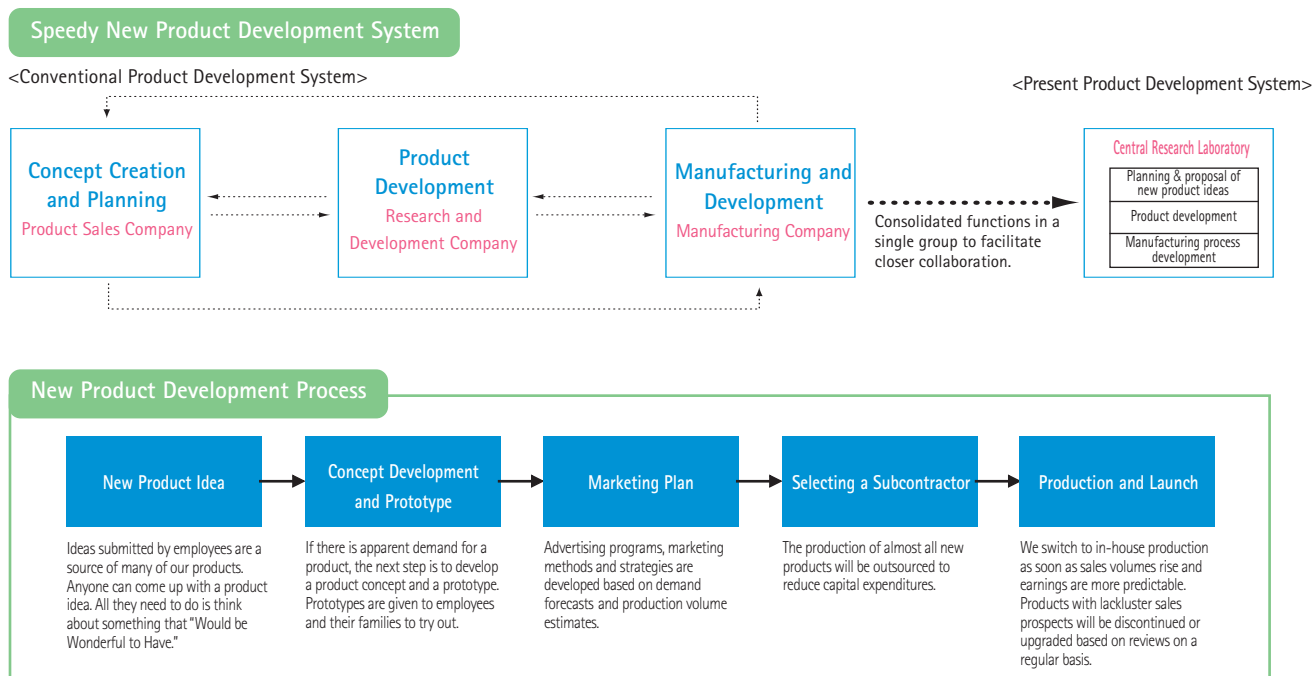 Speedy New Product Development System
<Conventional Product Development System>
<Present Product Development System>
Concept Creation
and Planning
Product Sales Company
Product
Development
Research and
Development Company
Manufacturing and
Development
Manufacturing Company
Consolidated functions in a
single group to facilitate
closer collaboration.
Central Research Laboratory
Planning & proposal of
new product ideas
Product development
Manufacturing process
development
New Product Development Process
New Product Idea
Ideas submitted by employees are a
source of many of our products.
Anyone can come up with a product
idea. All they need to do is think
about something that "Would be
Wonderful to Have."
Concept Development
and Prototype
If there is apparent demand for a
product, the next step is to develop
a product concept and a prototype.
Prototypes are given to employees
and their families to try out.
Marketing Plan
Advertising programs, marketing
methods and strategies are
developed based on demand
forecasts and production volume
estimates.
Selecting a Subcontractor
The production of almost all new
products will be outsourced to
reduce capital expenditures.
Production and Launch
We switch to in-house production
as soon as sales volumes rise and
earnings are more predictable.
Products with lackluster sales
prospects will be discontinued or
upgraded based on reviews on a
regular basis.